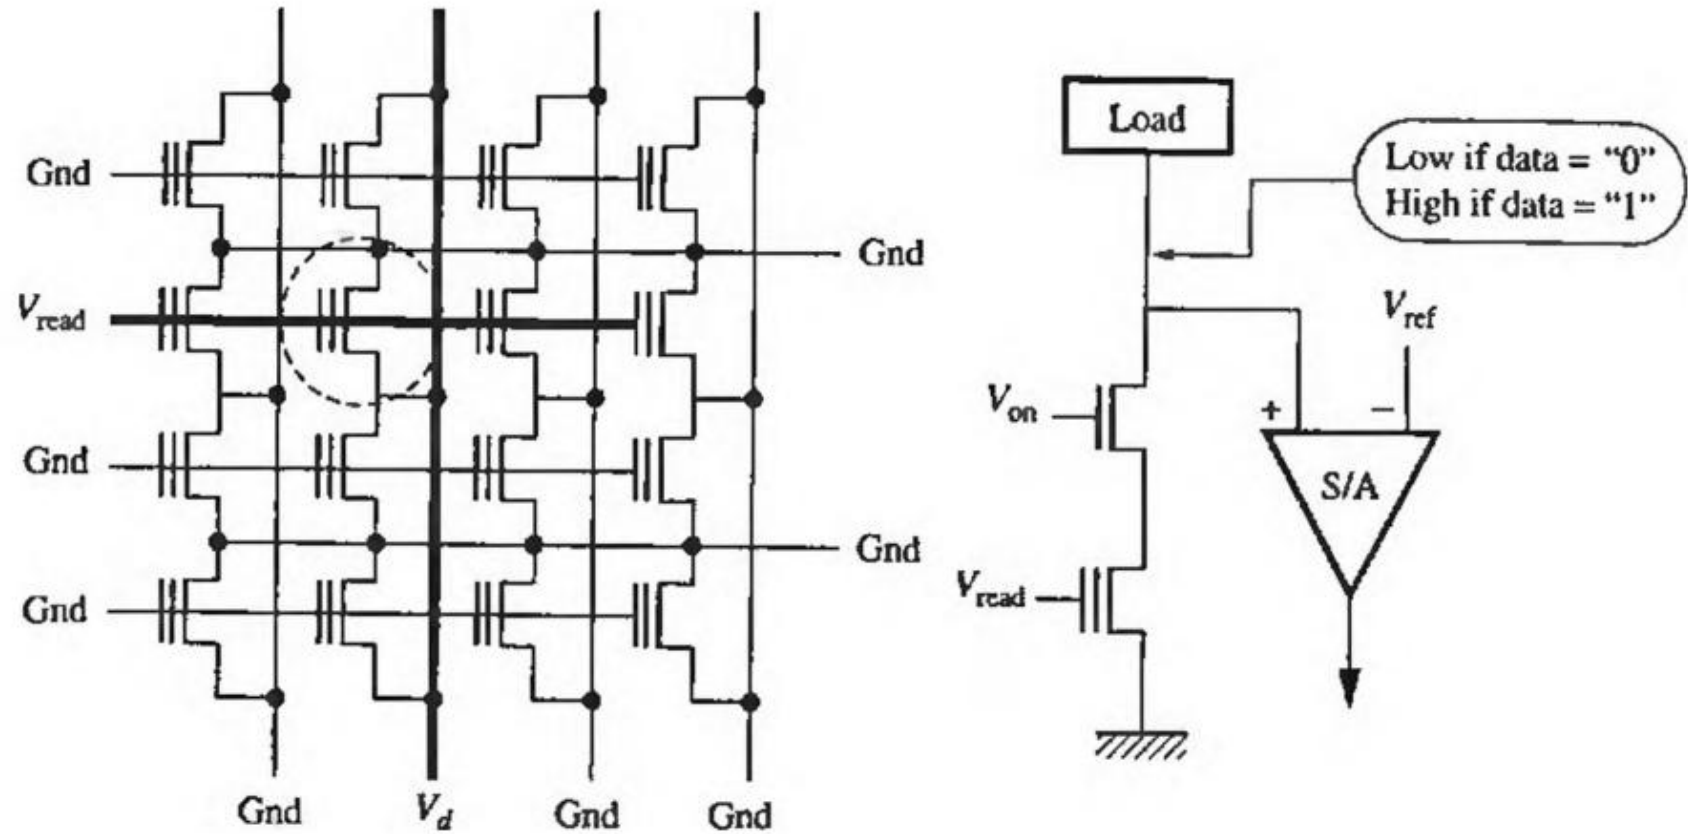 Gnd
Gnd
V_read
Gnd
Gnd
Gnd
Gnd
V_d
Gnd
Gnd
Load
Low if data = “0”
High if data = “1”
V_ref
V_on
+
−
S/A
V_read